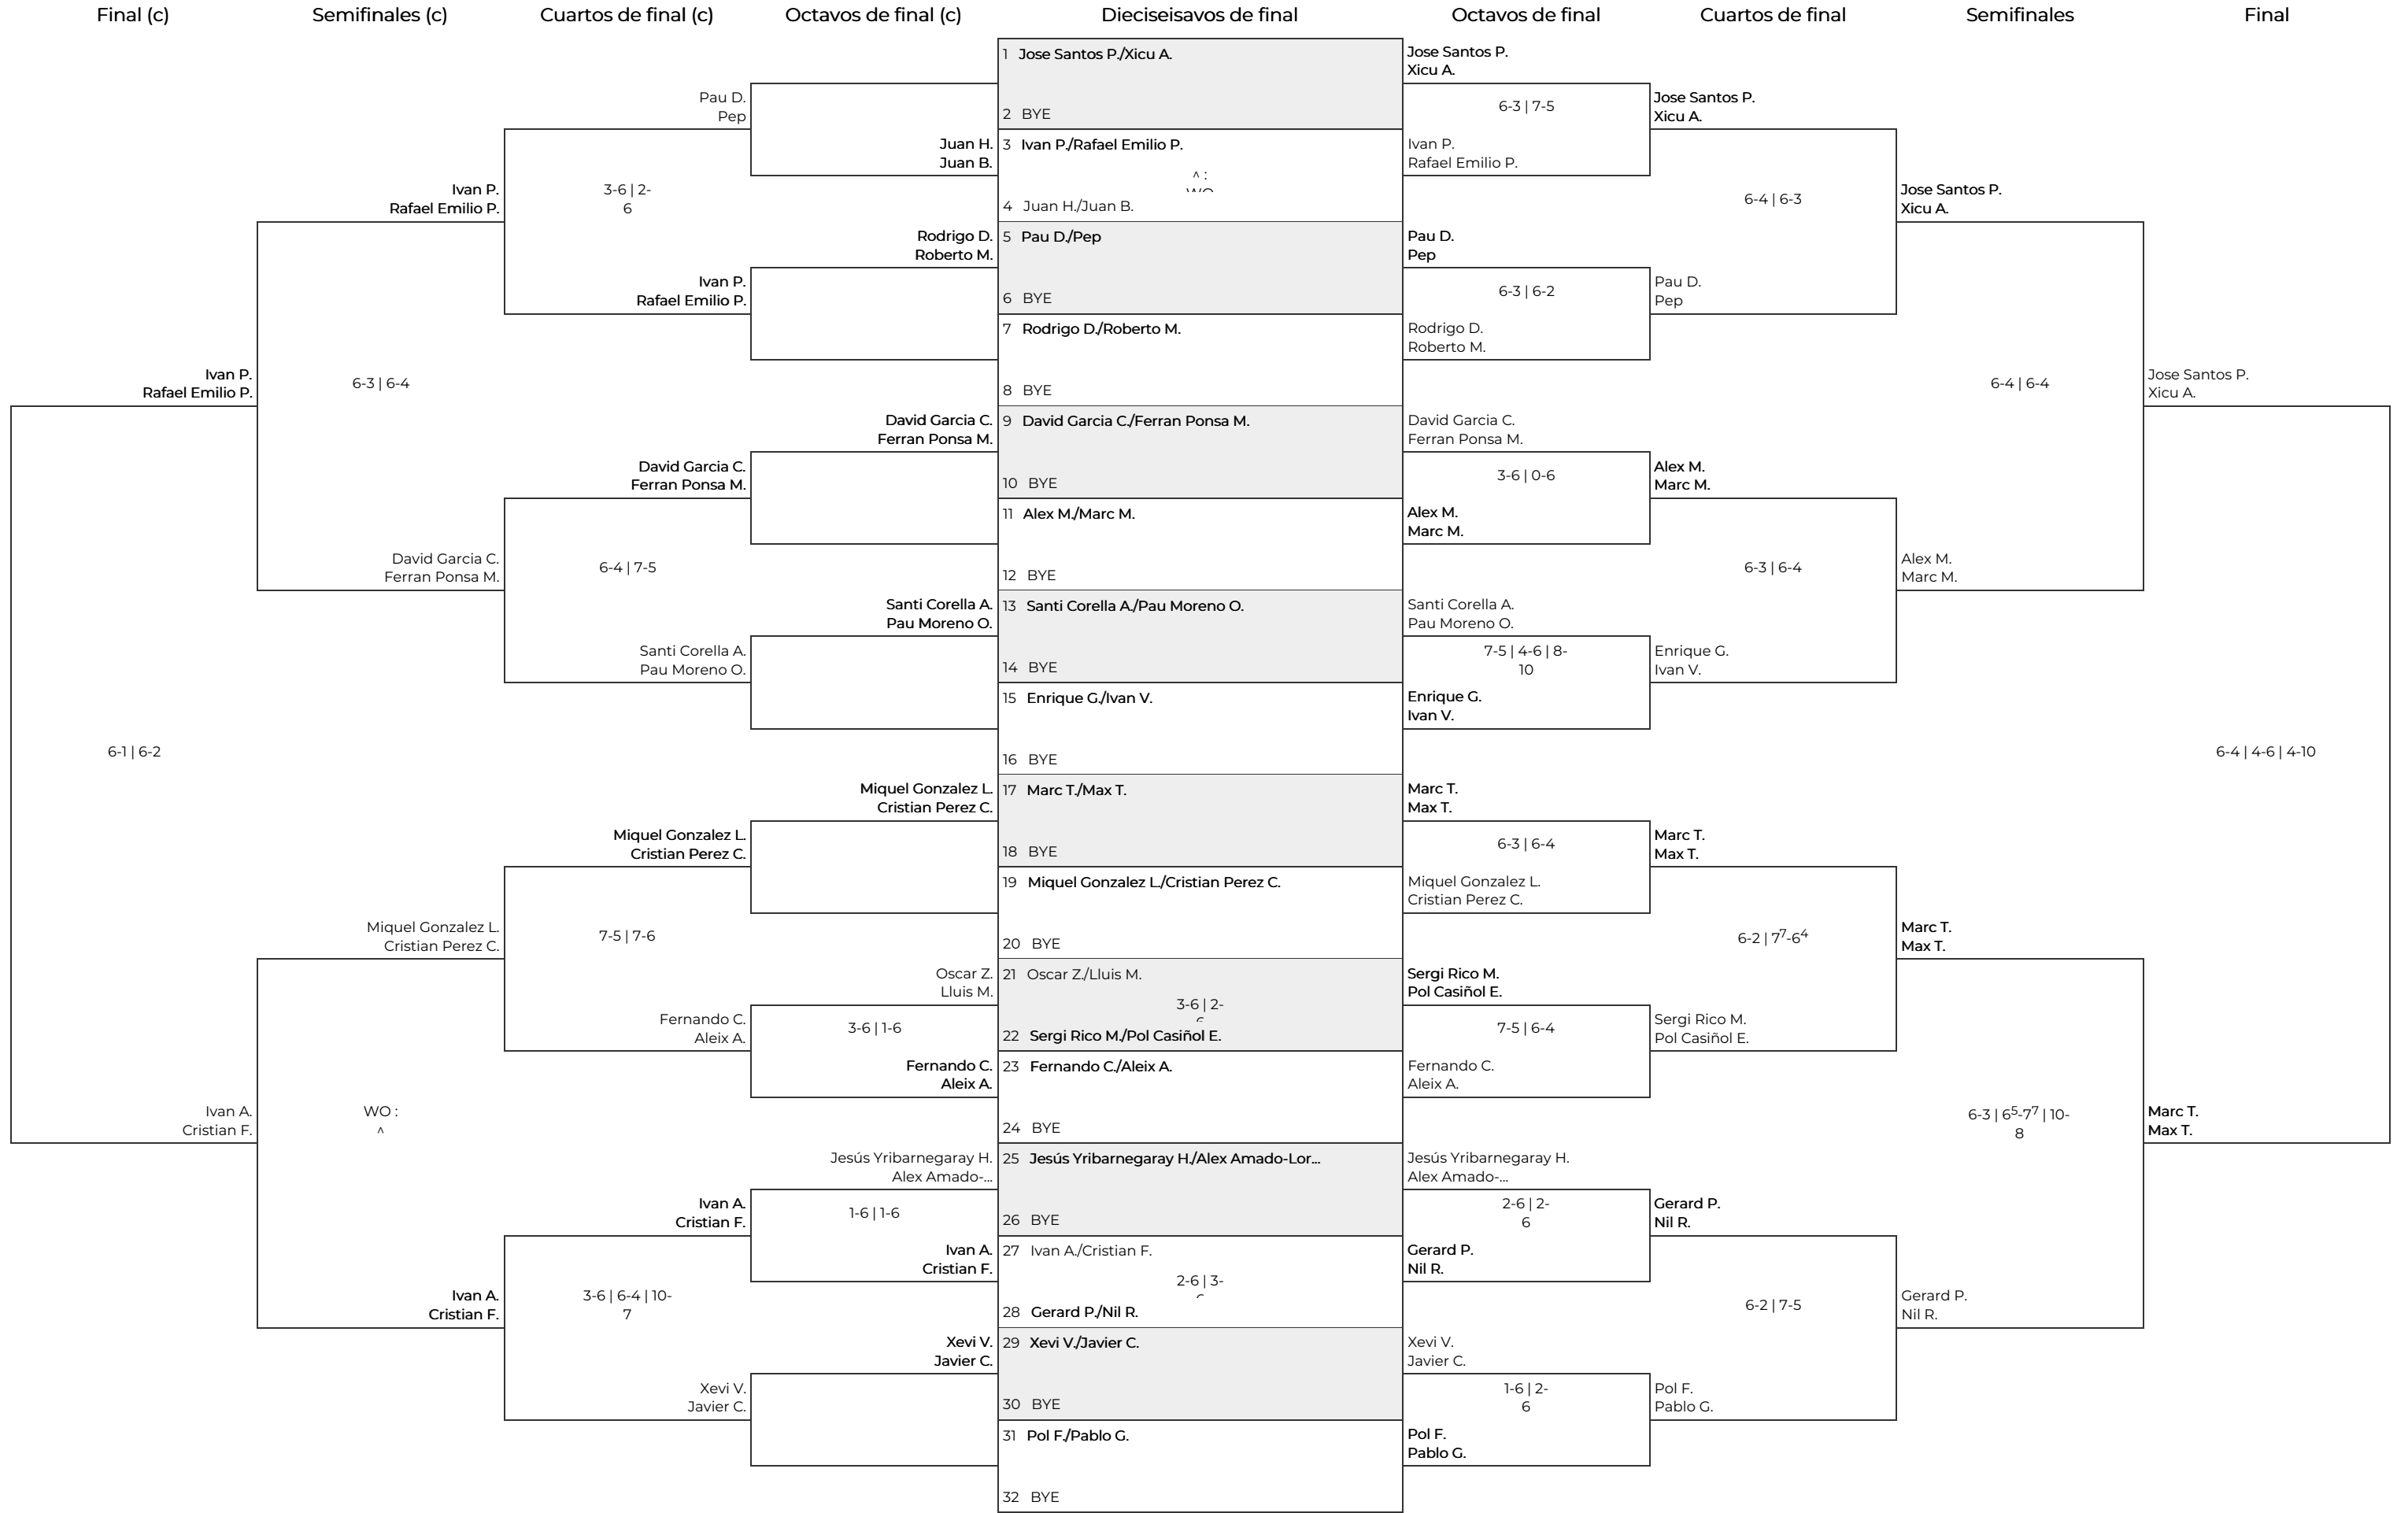 Final (c)
Semifinales (c)
Cuartos de final (c)
Octavos de final (c)
Dieciseisavos de final
Octavos de final
Cuartos de final
Semifinales
Final
Ivan P.
Rafael Emilio P.
6-1 | 6-2
Ivan A.
Cristian F.
Ivan P.
Rafael Emilio P.
6-3 | 6-4
David Garcia C.
Ferran Ponsa M.
Miquel Gonzalez L.
Cristian Perez C.
WO :
^
Ivan A.
Cristian F.
Pau D.
Pep
3-6 | 2-
6
Ivan P.
Rafael Emilio P.
David Garcia C.
Ferran Ponsa M.
6-4 | 7-5
Santi Corella A.
Pau Moreno O.
Miquel Gonzalez L.
Cristian Perez C.
7-5 | 7-6
Fernando C.
Aleix A.
Ivan A.
Cristian F.
3-6 | 6-4 | 10-
7
Xevi V.
Javier C.
Juan H.
Juan B.
Rodrigo D.
Roberto M.
David Garcia C.
Ferran Ponsa M.
Santi Corella A.
Pau Moreno O.
Miquel Gonzalez L.
Cristian Perez C.
Oscar Z.
Lluis M.
3-6 | 1-6
Fernando C.
Aleix A.
Jesús Yribarnegaray H.
Alex Amado-...
1-6 | 1-6
Ivan A.
Cristian F.
Xevi V.
Javier C.
1 Jose Santos P./Xicu A.
2 BYE
3 Ivan P./Rafael Emilio P.
^ :
WO
4 Juan H./Juan B.
5 Pau D./Pep
6 BYE
7 Rodrigo D./Roberto M.
8 BYE
9 David Garcia C./Ferran Ponsa M.
10 BYE
11 Alex M./Marc M.
12 BYE
13 Santi Corella A./Pau Moreno O.
14 BYE
15 Enrique G./Ivan V.
16 BYE
17 Marc T./Max T.
18 BYE
19 Miquel Gonzalez L./Cristian Perez C.
20 BYE
21 Oscar Z./Lluis M.
3-6 | 2-
6
22 Sergi Rico M./Pol Casiñol E.
23 Fernando C./Aleix A.
24 BYE
25 Jesús Yribarnegaray H./Alex Amado-Lor...
26 BYE
27 Ivan A./Cristian F.
2-6 | 3-
6
28 Gerard P./Nil R.
29 Xevi V./Javier C.
30 BYE
31 Pol F./Pablo G.
32 BYE
Jose Santos P.
Xicu A.
6-3 | 7-5
Ivan P.
Rafael Emilio P.
Pau D.
Pep
6-3 | 6-2
Rodrigo D.
Roberto M.
David Garcia C.
Ferran Ponsa M.
3-6 | 0-6
Alex M.
Marc M.
Santi Corella A.
Pau Moreno O.
7-5 | 4-6 | 8-
10
Enrique G.
Ivan V.
Marc T.
Max T.
6-3 | 6-4
Miquel Gonzalez L.
Cristian Perez C.
Sergi Rico M.
Pol Casiñol E.
7-5 | 6-4
Fernando C.
Aleix A.
Jesús Yribarnegaray H.
Alex Amado-...
2-6 | 2-
6
Gerard P.
Nil R.
Xevi V.
Javier C.
1-6 | 2-
6
Pol F.
Pablo G.
Jose Santos P.
Xicu A.
6-4 | 6-3
Pau D.
Pep
Alex M.
Marc M.
6-3 | 6-4
Enrique G.
Ivan V.
Marc T.
Max T.
6-2 | 7⁷-6⁴
Sergi Rico M.
Pol Casiñol E.
Gerard P.
Nil R.
6-2 | 7-5
Pol F.
Pablo G.
Jose Santos P.
Xicu A.
6-4 | 6-4
Alex M.
Marc M.
Marc T.
Max T.
6-3 | 6⁵-7⁷ | 10-
8
Gerard P.
Nil R.
Jose Santos P.
Xicu A.
6-4 | 4-6 | 4-10
Marc T.
Max T.